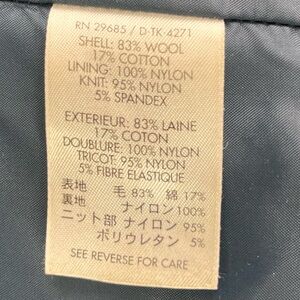 RN 29685 / D-TK-4271
SHELL: 83% WOOL
17% COTTON
LINING: 100% NYLON
KNIT: 95% NYLON
5% SPANDEX
EXTERIEUR: 83% LAINE
17% COTON
DOUBLURE: 100% NYLON
TRICOT: 95% NYLON
5% FIBRE ELASTIQUE
表地 毛 83% 綿 17%
裏地 ナイロン 100%
ニット部 ナイロン 95%
ポリウレタン 5%
SEE REVERSE FOR CARE